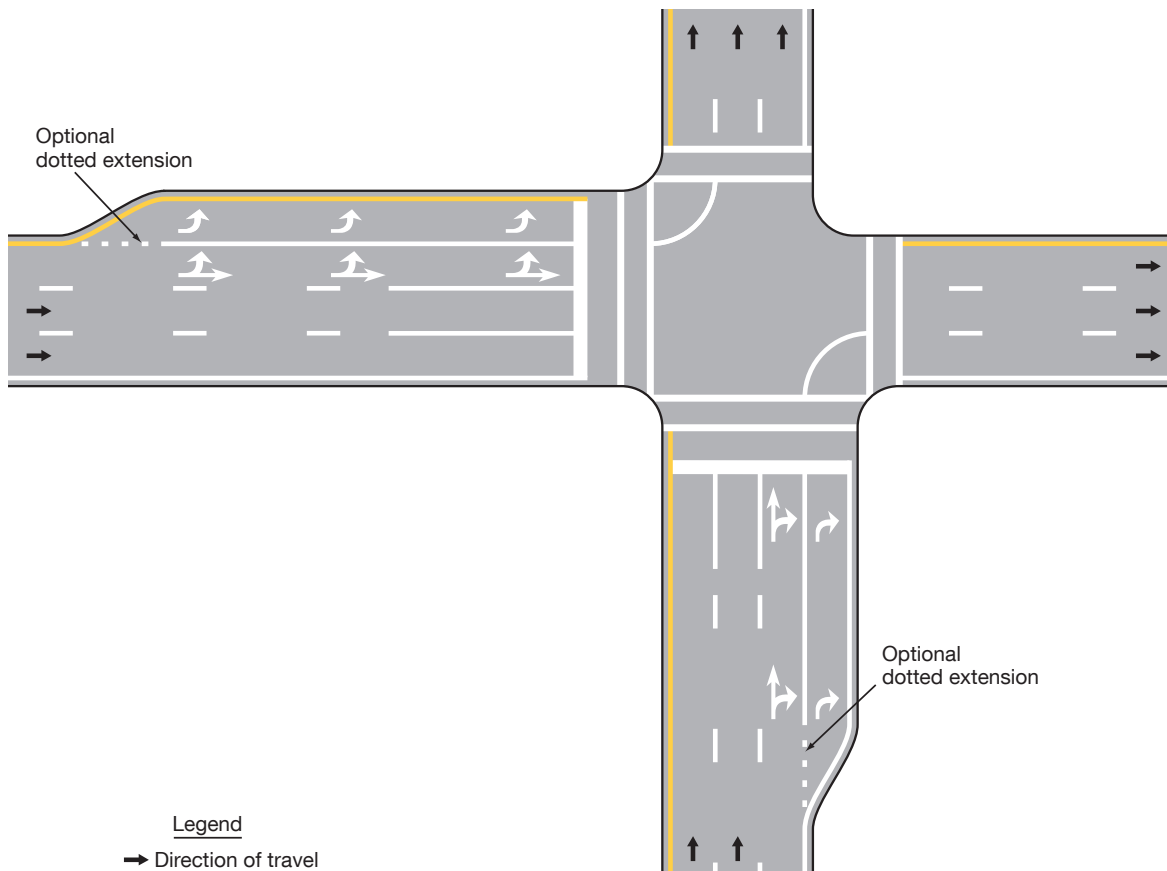 Optional
dotted extension
Optional
dotted extension
Legend
Direction of travel